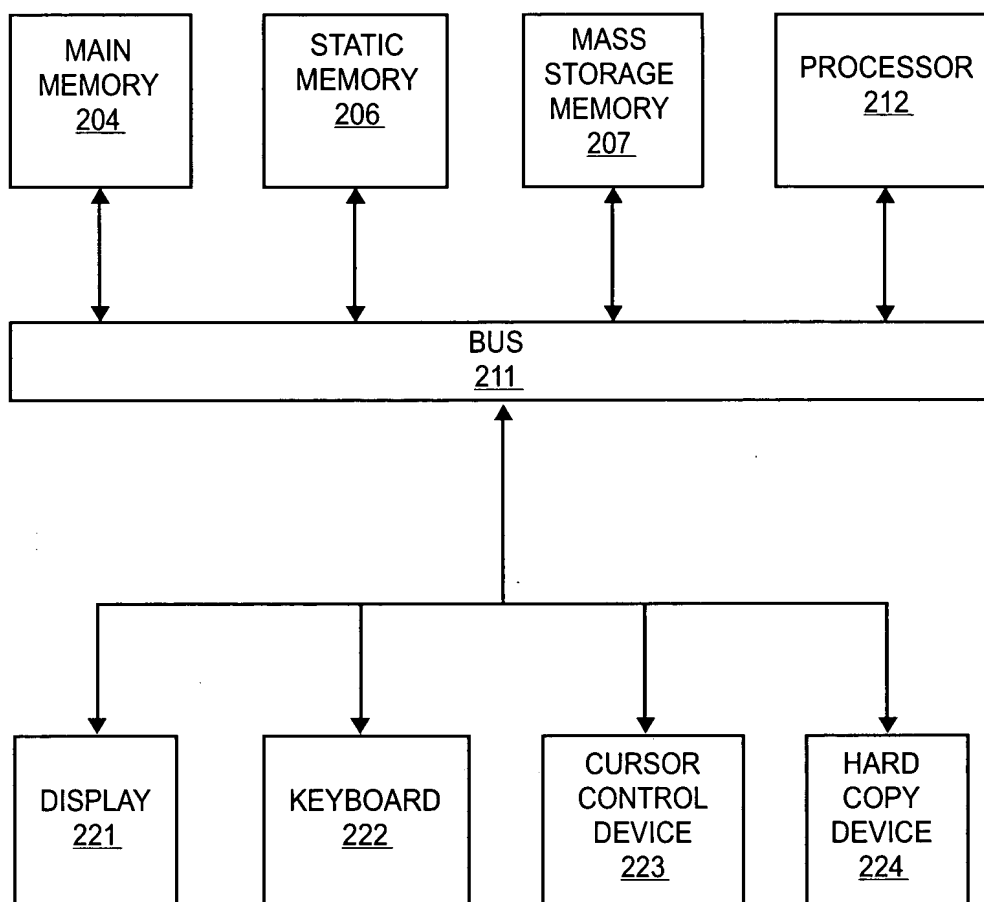 MAIN
MEMORY
204
STATIC
MEMORY
206
MASS
STORAGE
MEMORY
207
PROCESSOR
212
BUS
211
DISPLAY
221
KEYBOARD
222
CURSOR
CONTROL
DEVICE
223
HARD
COPY
DEVICE
224